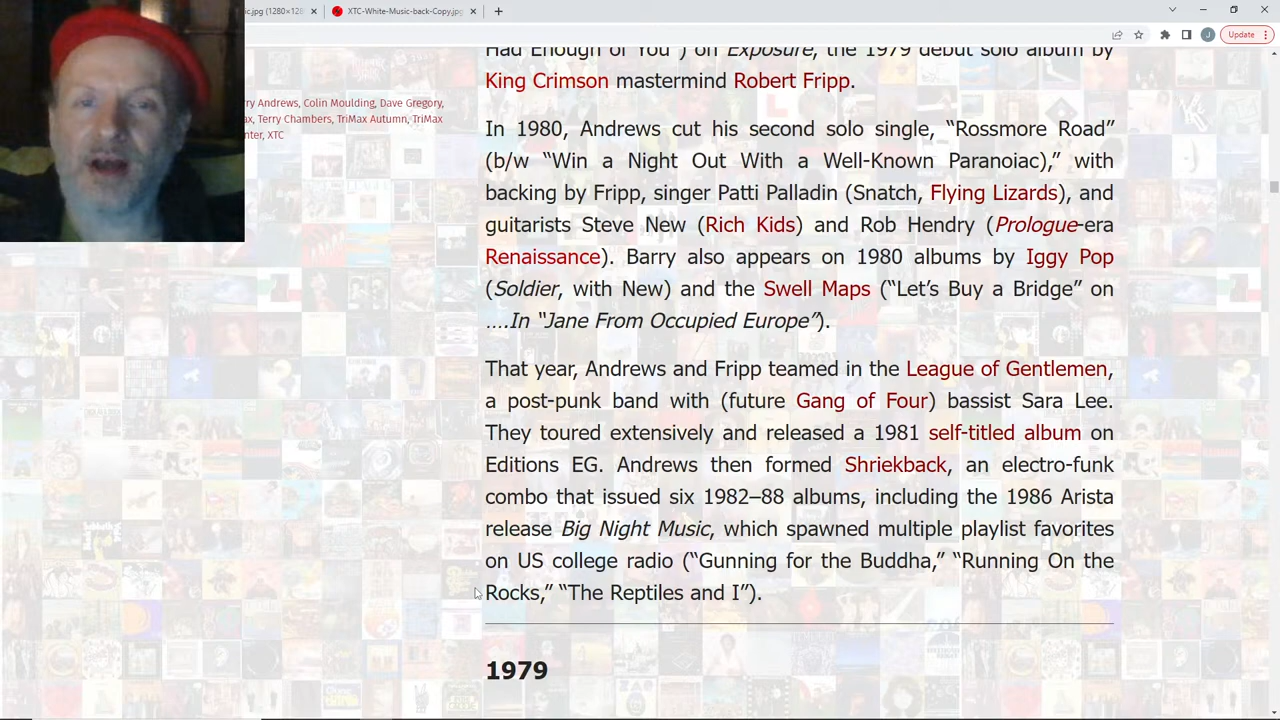 ic.jpg (1280×128
XTC-White-Music-back-Copy.jpg
J
Update
ry Andrews, Colin Moulding, Dave Gregory,
ax, Terry Chambers, TriMax Autumn, TriMax
nter, XTC
Had Enough of You”) on Exposure, the 1979 debut solo album by
King Crimson mastermind Robert Fripp.
In 1980, Andrews cut his second solo single, “Rossmore Road”
(b/w “Win a Night Out With a Well-Known Paranoiac),” with
backing by Fripp, singer Patti Palladin (Snatch, Flying Lizards), and
guitarists Steve New (Rich Kids) and Rob Hendry (Prologue-era
Renaissance). Barry also appears on 1980 albums by Iggy Pop
(Soldier, with New) and the Swell Maps (“Let’s Buy a Bridge” on
….In “Jane From Occupied Europe”).
That year, Andrews and Fripp teamed in the League of Gentlemen,
a post-punk band with (future Gang of Four) bassist Sara Lee.
They toured extensively and released a 1981 self-titled album on
Editions EG. Andrews then formed Shriekback, an electro-funk
combo that issued six 1982–88 albums, including the 1986 Arista
release Big Night Music, which spawned multiple playlist favorites
on US college radio (“Gunning for the Buddha,” “Running On the
Rocks,” “The Reptiles and I”).
1979